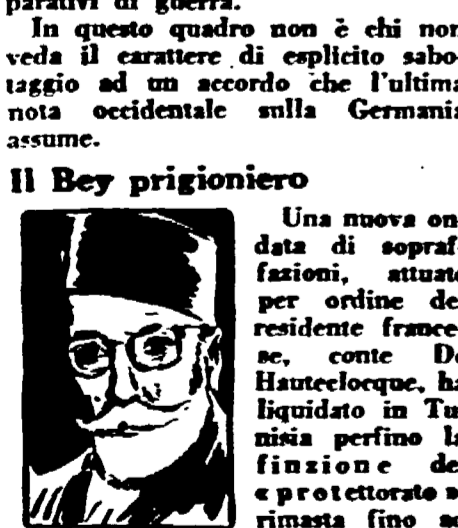 parativi di guerra.
In questo quadro non è chi non
veda il carattere di esplicito sabo-
taggio ad un accordo che l'ultima
nota occidentale sulla Germania
assume.
Il Bey prigioniero
Una nuova on-
data di sopraf-
fazioni, attuate
per ordine de
residente france-
se, conte De
Hauteclocque, ha
liquidato in Tu-
nisia perfino la
finzione de
« protettorato »
rimasta fino ad